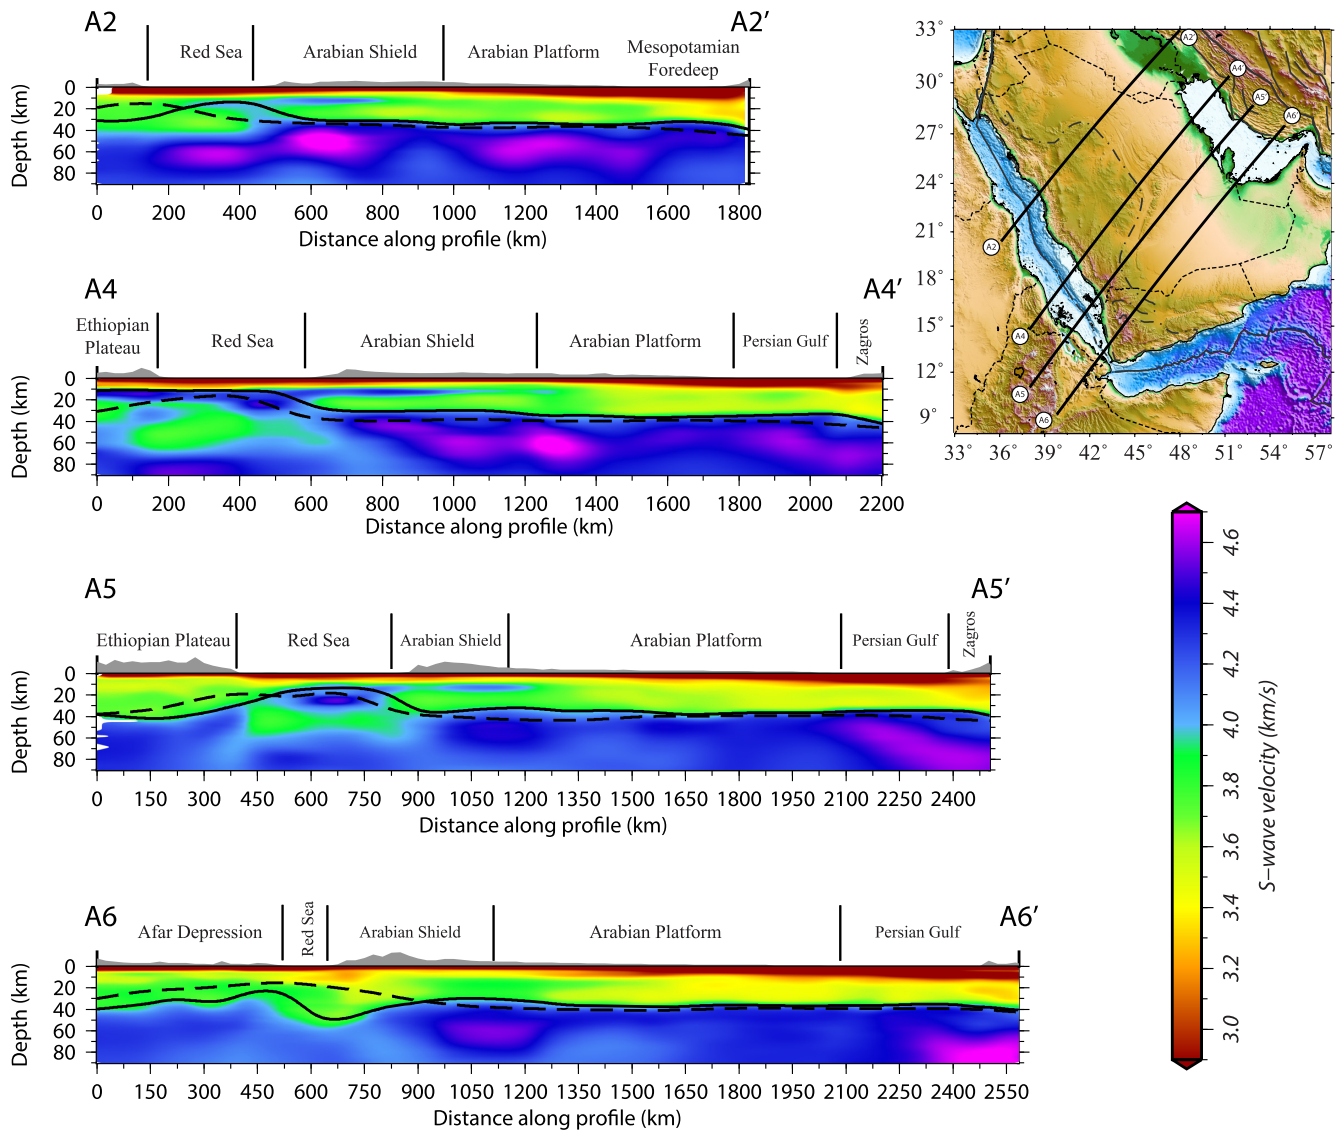 A2
A2’
Red Sea
Arabian Shield
Arabian Platform
Mesopotamian
Foredeep
Depth (km)
0
20
40
60
80
0 200 400 600 800 1000 1200 1400 1600 1800
Distance along profile (km)
A4
A4’
Ethiopian
Plateau
Red Sea
Arabian Shield
Arabian Platform
Persian Gulf
Zagros
Depth (km)
0
20
40
60
80
0 200 400 600 800 1000 1200 1400 1600 1800 2000 2200
Distance along profile (km)
A5
A5’
Ethiopian Plateau
Red Sea
Arabian Shield
Arabian Platform
Persian Gulf
Zagros
Depth (km)
0
20
40
60
80
0 150 300 450 600 750 900 1050 1200 1350 1500 1650 1800 1950 2100 2250 2400
Distance along profile (km)
A6
A6’
Afar Depression
Red Sea
Arabian Shield
Arabian Platform
Persian Gulf
Depth (km)
0
20
40
60
80
0 150 300 450 600 750 900 1050 1200 1350 1500 1650 1800 1950 2100 2250 2400 2550
Distance along profile (km)
33°
30°
27°
24°
21°
18°
15°
12°
9°
33° 36° 39° 42° 45° 48° 51° 54° 57°
A2’
A4’
A5’
A6’
A2
A4
A5
A6
4.6
4.4
4.2
4.0
3.8
3.6
3.4
3.2
3.0
S−wave velocity (km/s)